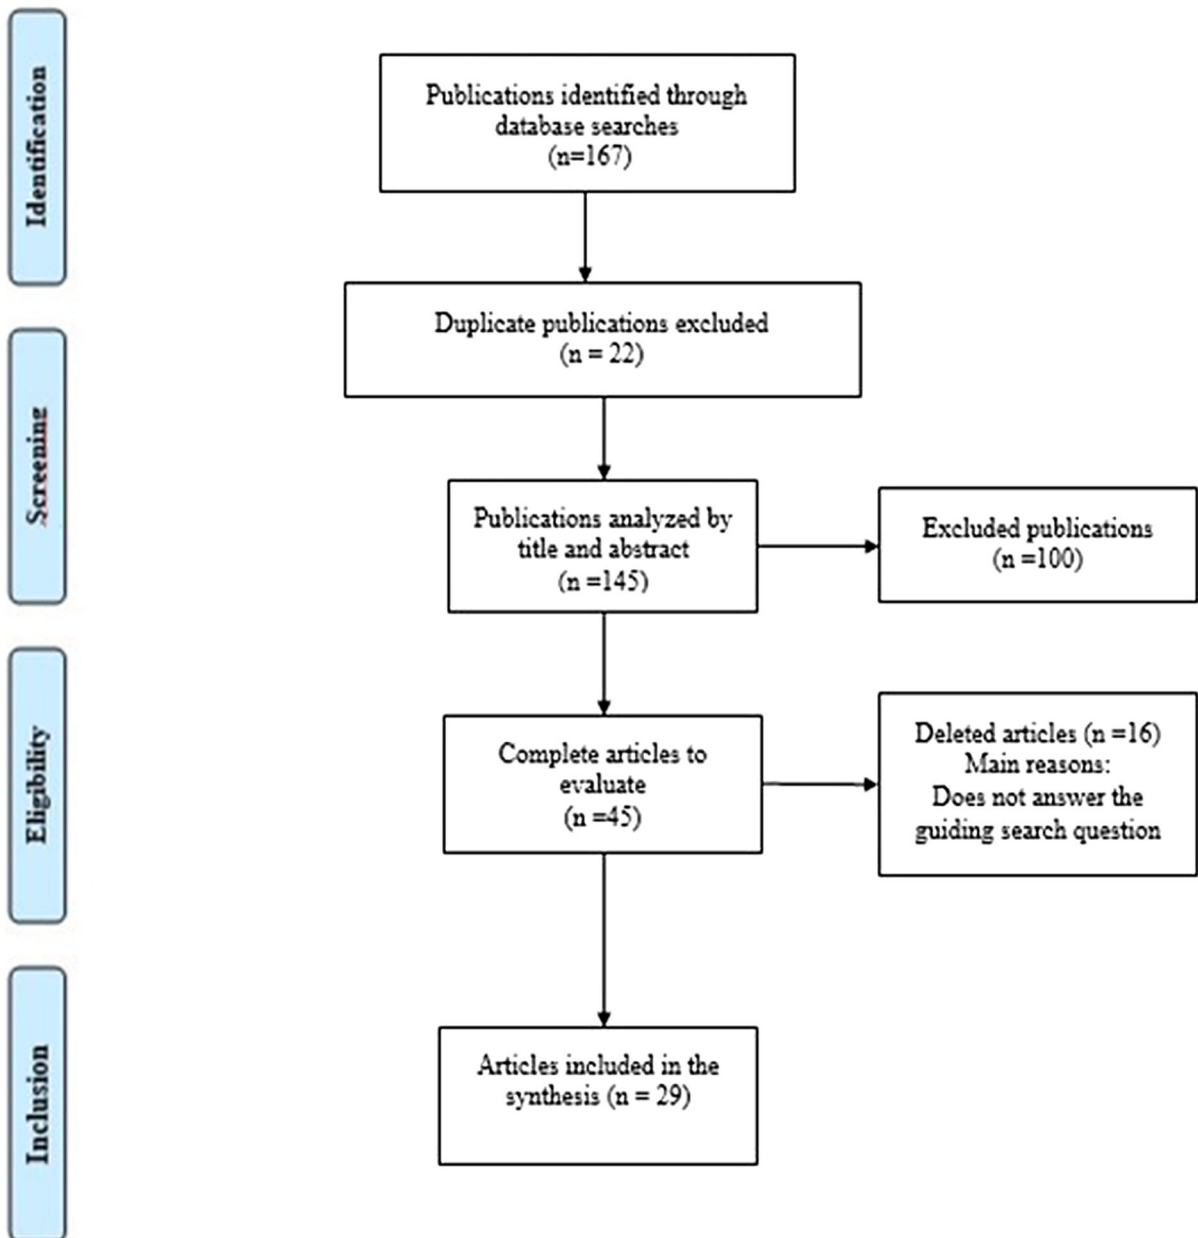 Identification
Publications identified through
database searches
(n=167)
Duplicate publications excluded
(n = 22)
Screening
Publications analyzed by
title and abstract
(n =145)
Excluded publications
(n =100)
Eligibility
Complete articles to
evaluate
(n =45)
Deleted articles (n =16)
Main reasons:
Does not answer the
guiding search question
Inclusion
Articles included in the
synthesis (n = 29)